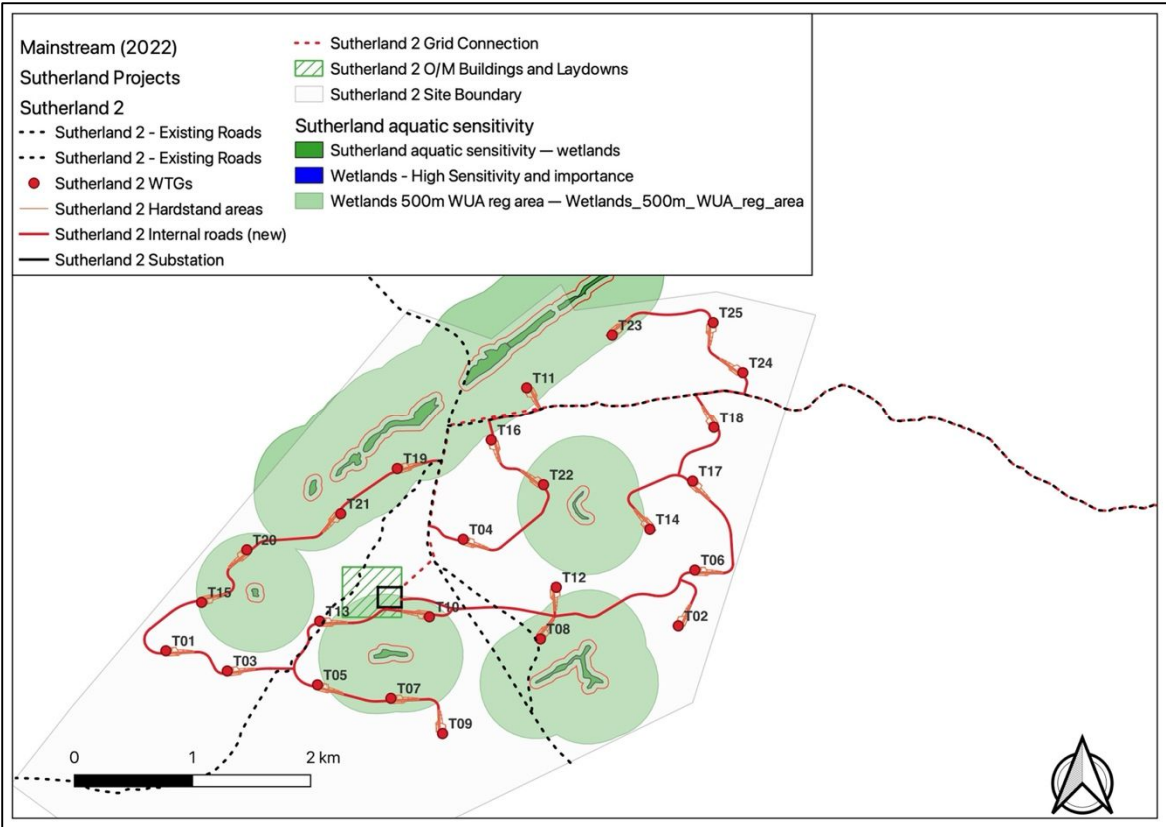 Mainstream (2022)
Sutherland Projects
Sutherland 2
Sutherland 2 - Existing Roads
Sutherland 2 - Existing Roads
Sutherland 2 WTGs
Sutherland 2 Hardstand areas
Sutherland 2 Internal roads (new)
Sutherland 2 Substation
Sutherland 2 Grid Connection
Sutherland 2 O/M Buildings and Laydowns
Sutherland 2 Site Boundary
Sutherland aquatic sensitivity
Sutherland aquatic sensitivity — wetlands
Wetlands - High Sensitivity and importance
Wetlands 500m WUA reg area — Wetlands_500m_WUA_reg_area
T25
T23
T24
T11
T18
T16
T19
T22
T17
T21
T14
T04
T20
T06
T12
T15
T13
T10
T02
T08
T01
T03
T05
T07
T09
0 1 2 km